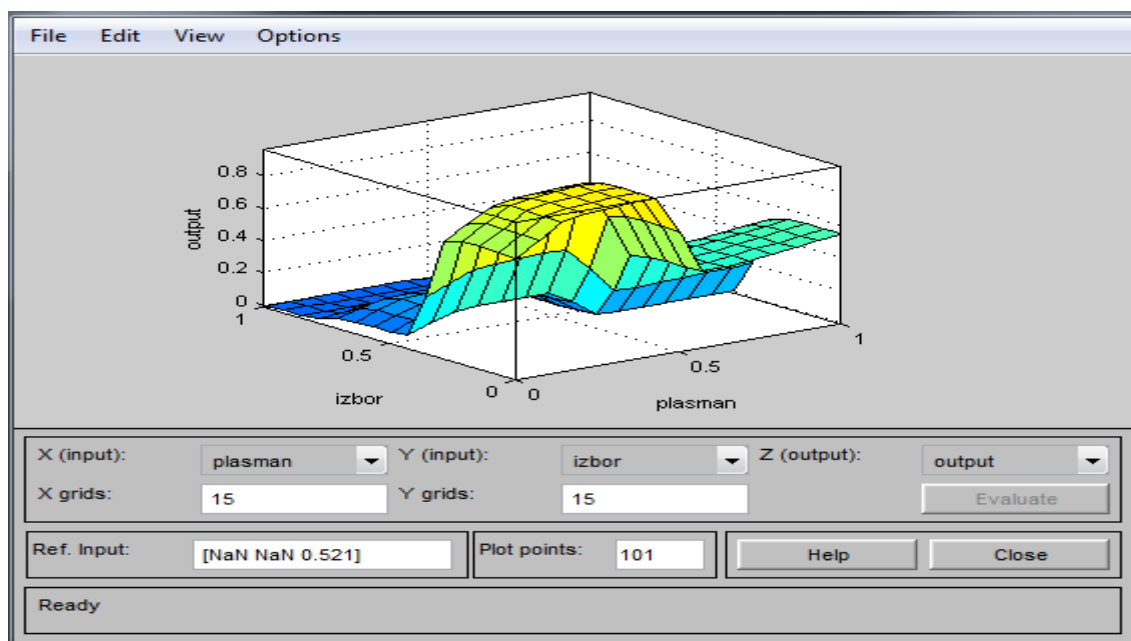 File Edit View Options
0.8
0.6
0.4
0.2
0
output
1
0.5
0
izbor
0
0.5
1
plasman
X (input): plasman Y (input): izbor Z (output): output
X grids: 15 Y grids: 15 Evaluate
Ref. Input: [NaN NaN 0.521] Plot points: 101 Help Close
Ready